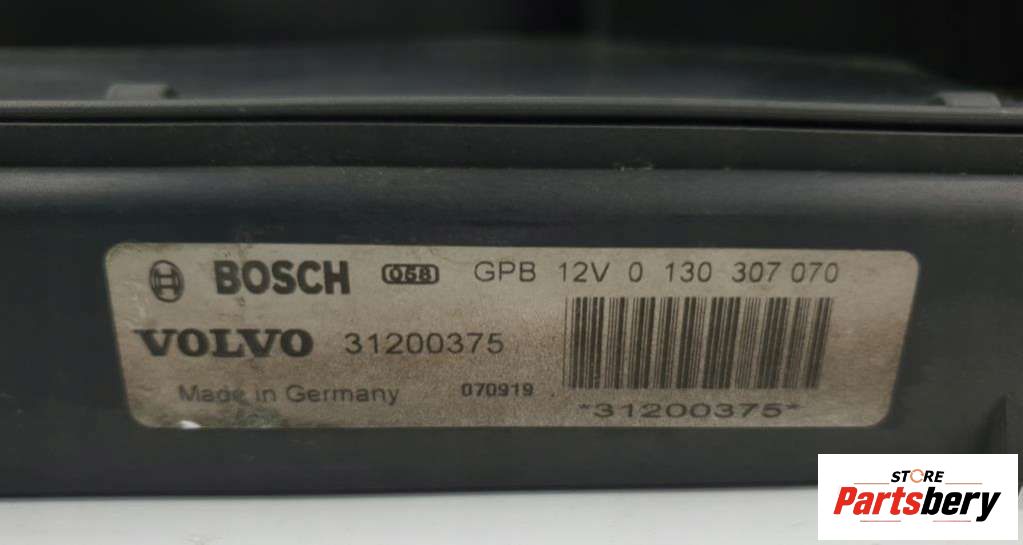 BOSCH 058 GPB 12V 0 130 307 070
VOLVO 31200375
Made in Germany 070919
*31200375*
STORE
Partsbery